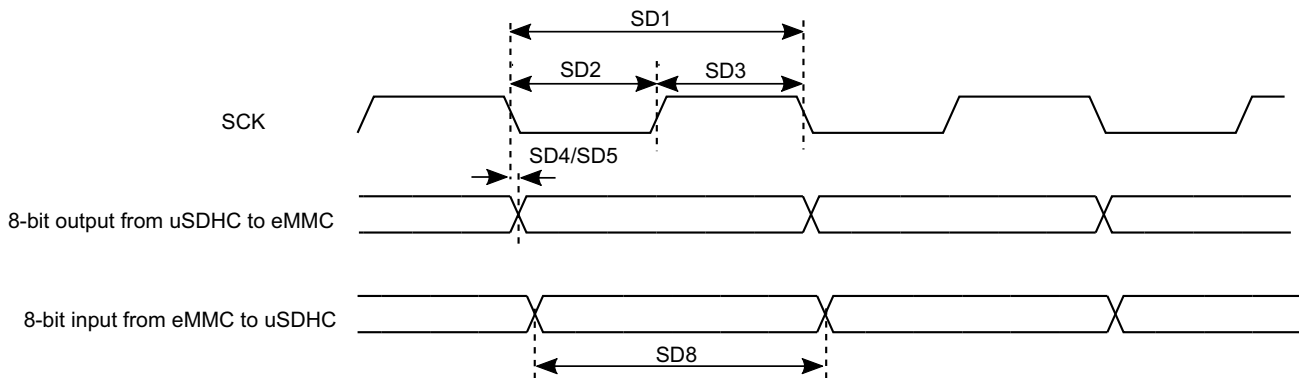 SD1
SD2
SD3
SCK
SD4/SD5
8-bit output from uSDHC to eMMC
8-bit input from eMMC to uSDHC
SD8